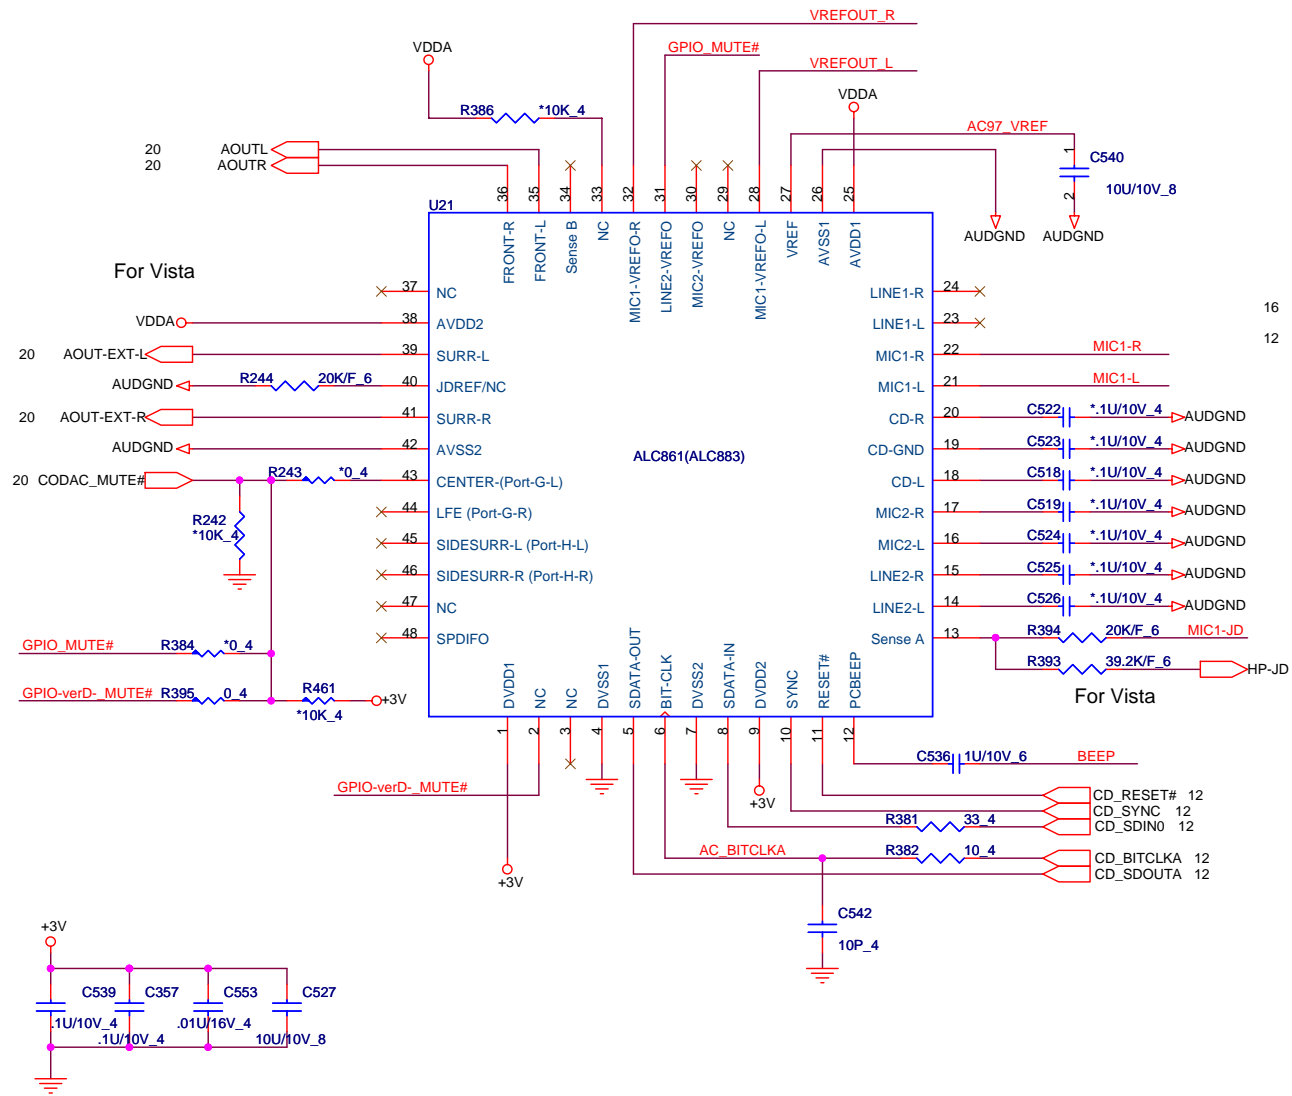 VREFOUT_R
GPIO_MUTE#
VREFOUT_L
VDDA
VDDA
R386 *10K_4
AC97_VREF
20 AOUTL
20 AOUTR
1
C540
10U/10V_8
2
36 35 34 33 32 31 30 29 28 27 26 25
U21
FRONT-R
FRONT-L
Sense B
NC
MIC1-VREFO-R
LINE2-VREFO
MIC2-VREFO
NC
MIC1-VREFO-L
VREF
AVSS1
AVDD1
AUDGND AUDGND
For Vista
37 NC
VDDA 38 AVDD2
20 AOUT-EXT-L 39 SURR-L
AUDGND R244 20K/F_6 40 JDREF/NC
20 AOUT-EXT-R 41 SURR-R
AUDGND 42 AVSS2
20 CODAC_MUTE# R243 *0_4 43 CENTER-(Port-G-L)
R242
*10K_4
44 LFE (Port-G-R)
45 SIDESURR-L (Port-H-L)
46 SIDESURR-R (Port-H-R)
47 NC
48 SPDIFO
ALC861(ALC883)
LINE1-R 24
16
LINE1-L 23
12
MIC1-R 22 MIC1-R
MIC1-L 21 MIC1-L
CD-R 20 C522 *.1U/10V_4 AUDGND
CD-GND 19 C523 *.1U/10V_4 AUDGND
CD-L 18 C518 *.1U/10V_4 AUDGND
MIC2-R 17 C519 *.1U/10V_4 AUDGND
MIC2-L 16 C524 *.1U/10V_4 AUDGND
LINE2-R 15 C525 *.1U/10V_4 AUDGND
LINE2-L 14 C526 *.1U/10V_4 AUDGND
Sense A 13 R394 20K/F_6 MIC1-JD
R393 39.2K/F_6 HP-JD
For Vista
GPIO_MUTE# R384 *0_4
GPIO-verD-_MUTE# R395 0_4 R461 +3V
*10K_4
DVDD1
NC
NC
DVSS1
SDATA-OUT
BIT-CLK
DVSS2
SDATA-IN
DVDD2
SYNC
RESET#
PCBEEP
1 2 3 4 5 6 7 8 9 10 11 12
C536 1U/10V_6 BEEP
GPIO-verD-_MUTE#
+3V
CD_RESET# 12
CD_SYNC 12
R381 33_4 CD_SDIN0 12
AC_BITCLKA R382 10_4 CD_BITCLKA 12
CD_SDOUTA 12
+3V
C542
10P_4
+3V
C539 C357 C553 C527
.1U/10V_4 .01U/16V_4
.1U/10V_4 10U/10V_8